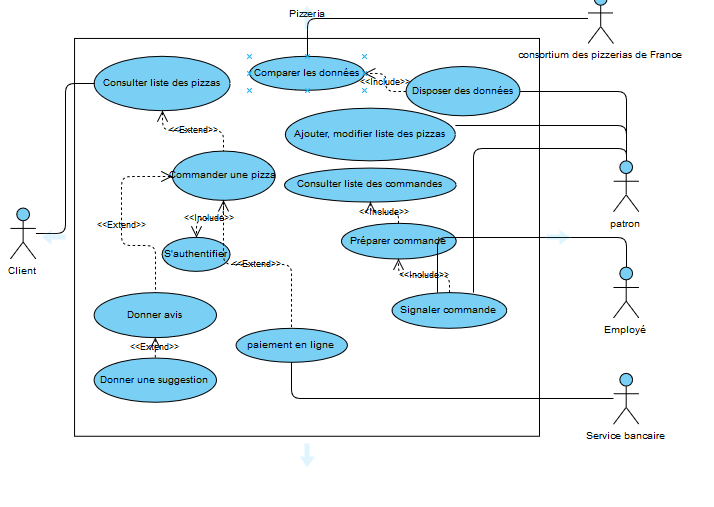 Pizzeria
consortium des pizzerias de France
Consulter liste des pizzas
Comparer les données
<<Include>>
Disposer des données
<<Extend>>
Ajouter, modifier liste des pizzas
Commander une pizza
Consulter liste des commandes
<<Extend>>
<<Include>>
<<Include>>
patron
S'authentifier
Préparer commande
Client
<<Extend>>
<<Include>>
Donner avis
Signaler commande
Employé
<<Extend>>
paiement en ligne
Donner une suggestion
Service bancaire